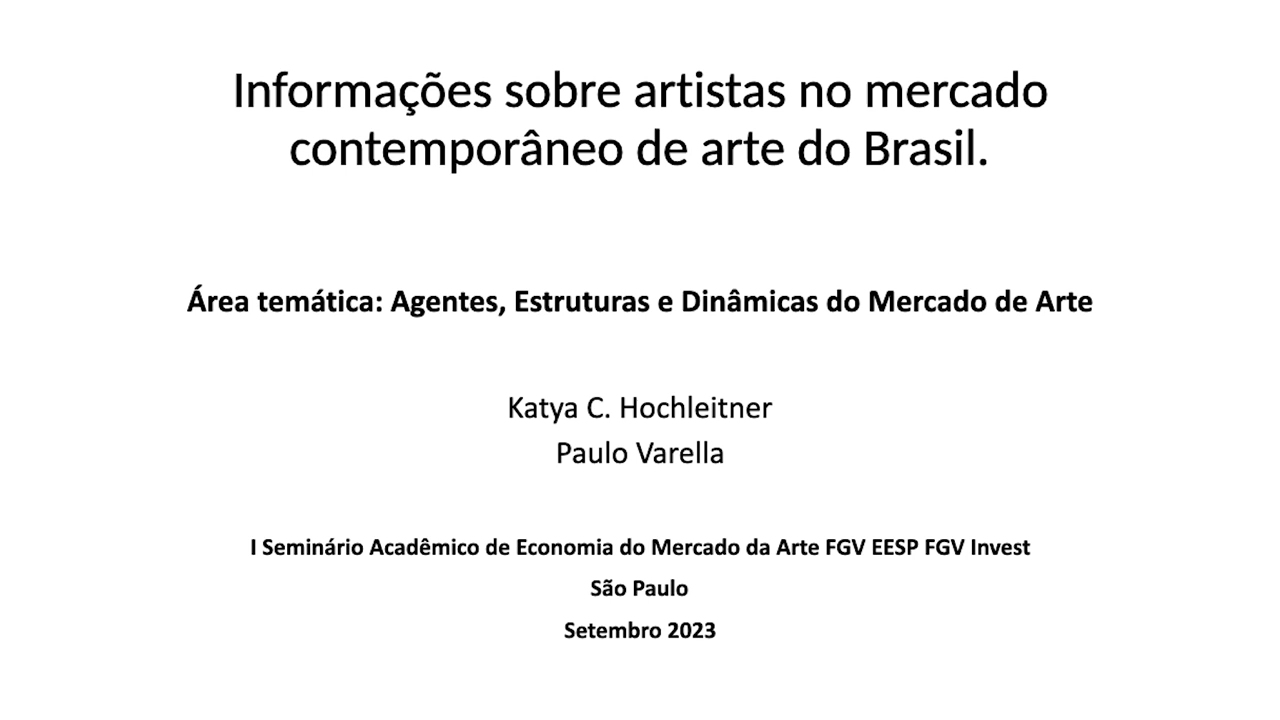 Informações sobre artistas no mercado
contemporâneo de arte do Brasil.
Área temática: Agentes, Estruturas e Dinâmicas do Mercado de Arte
Katya C. Hochleitner
Paulo Varella
I Seminário Acadêmico de Economia do Mercado da Arte FGV EESP FGV Invest
São Paulo
Setembro 2023